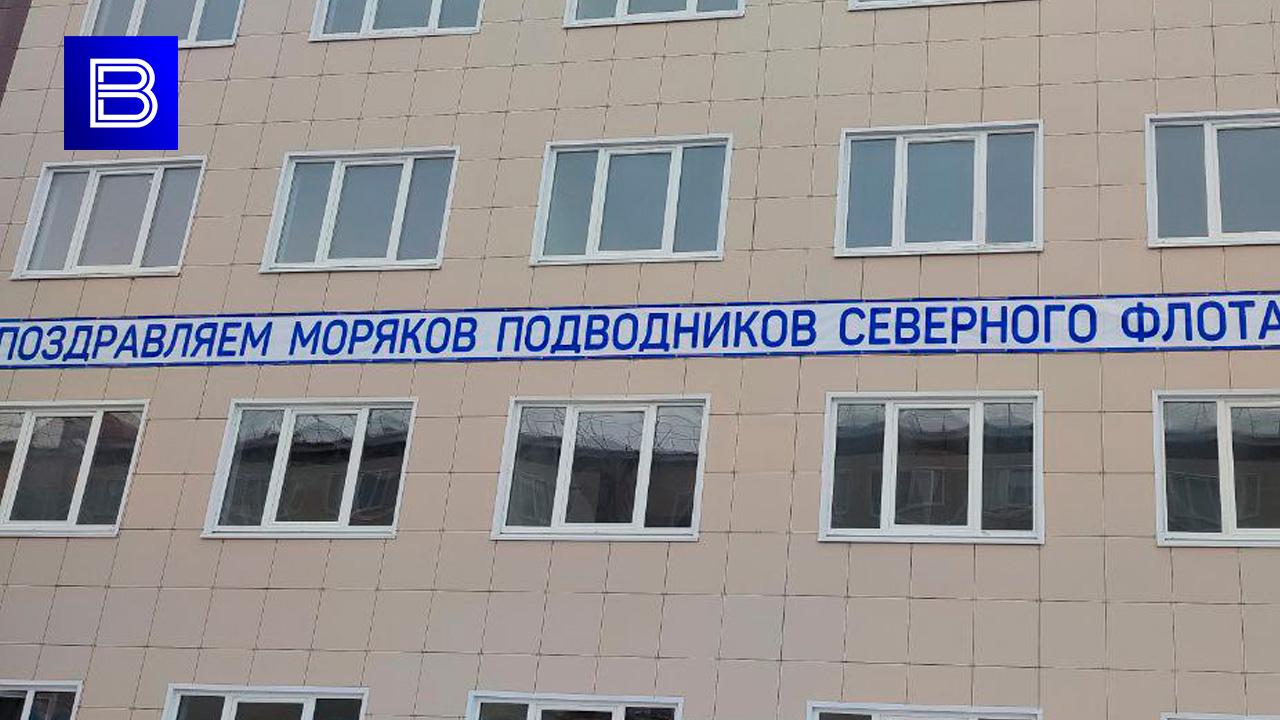 В
ПОЗДРАВЛЯЕМ МОРЯКОВ ПОДВОДНИКОВ СЕВЕРНОГО ФЛОТА